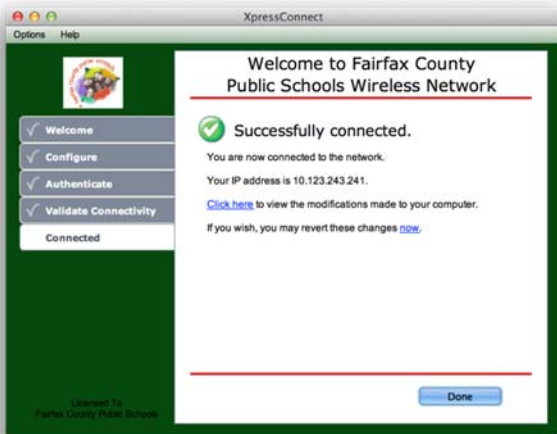 XpressConnect
Options Help
Welcome
Configure
Authenticate
Validate Connectivity
Connected
Licensed To
Fairfax County Public Schools
Welcome to Fairfax County
Public Schools Wireless Network
Successfully connected.
You are now connected to the network.
Your IP address is 10.123.243.241.
Click here to view the modifications made to your computer.
If you wish, you may revert these changes now.
Done